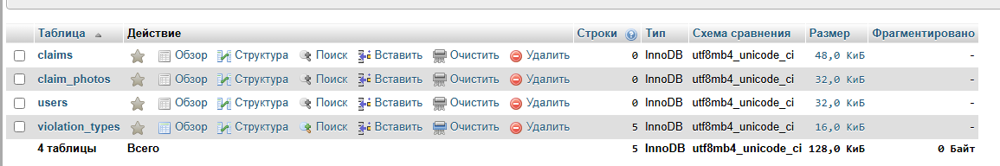 Таблица Действие Строки Тип Схема сравнения Размер Фрагментировано
claims Обзор Структура Поиск Вставить Очистить Удалить 0 InnoDB utf8mb4_unicode_ci 48,0 КиБ -
claim_photos Обзор Структура Поиск Вставить Очистить Удалить 0 InnoDB utf8mb4_unicode_ci 32,0 КиБ -
users Обзор Структура Поиск Вставить Очистить Удалить 0 InnoDB utf8mb4_unicode_ci 32,0 КиБ -
violation_types Обзор Структура Поиск Вставить Очистить Удалить 5 InnoDB utf8mb4_unicode_ci 16,0 КиБ -
4 таблицы Всего 5 InnoDB utf8mb4_unicode_ci 128,0 КиБ 0 Байт